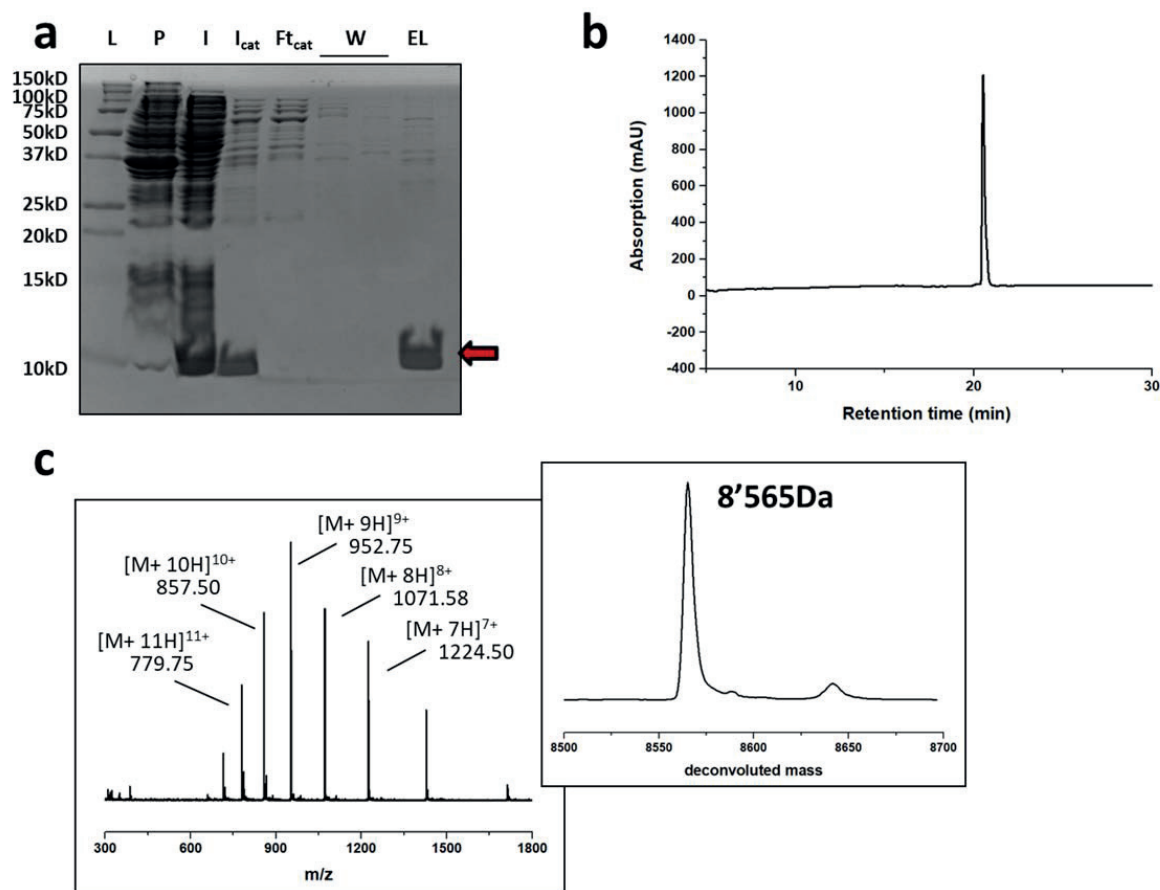 a
L P I Icat Ftcat W EL
150kD
100kD
75kD
50kD
37kD
25kD
20kD
15kD
10kD
b
Absorption (mAU)
1400
1200
1000
800
600
400
200
0
-200
-400
10 20 30
Retention time (min)
c
[M+ 9H]9+
952.75
[M+ 10H]10+
857.50
[M+ 8H]8+
1071.58
[M+ 11H]11+
779.75
[M+ 7H]7+
1224.50
300 600 900 1200 1500 1800
m/z
8'565Da
8500 8550 8600 8650 8700
deconvoluted mass